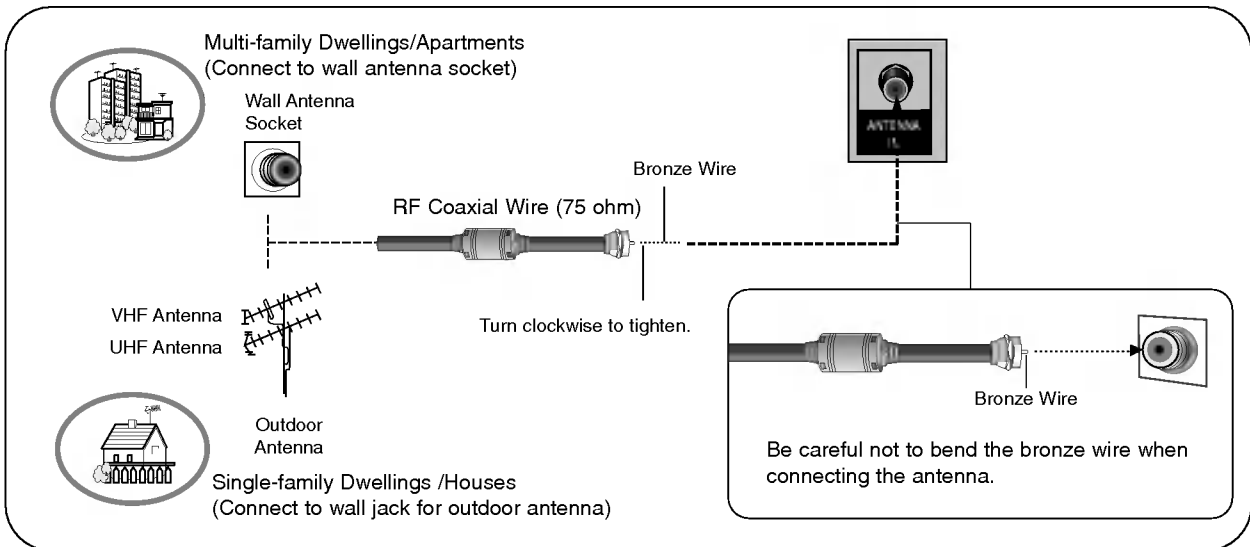 Multi-family Dwellings/Apartments
(Connect to wall antenna socket)
Wall Antenna
Socket
ANTENNA
Bronze Wire
RF Coaxial Wire (75 ohm)
Turn clockwise to tighten.
VHF Antenna
UHF Antenna
Outdoor
Antenna
Single-family Dwellings /Houses
(Connect to wall jack for outdoor antenna)
Bronze Wire
Be careful not to bend the bronze wire when
connecting the antenna.